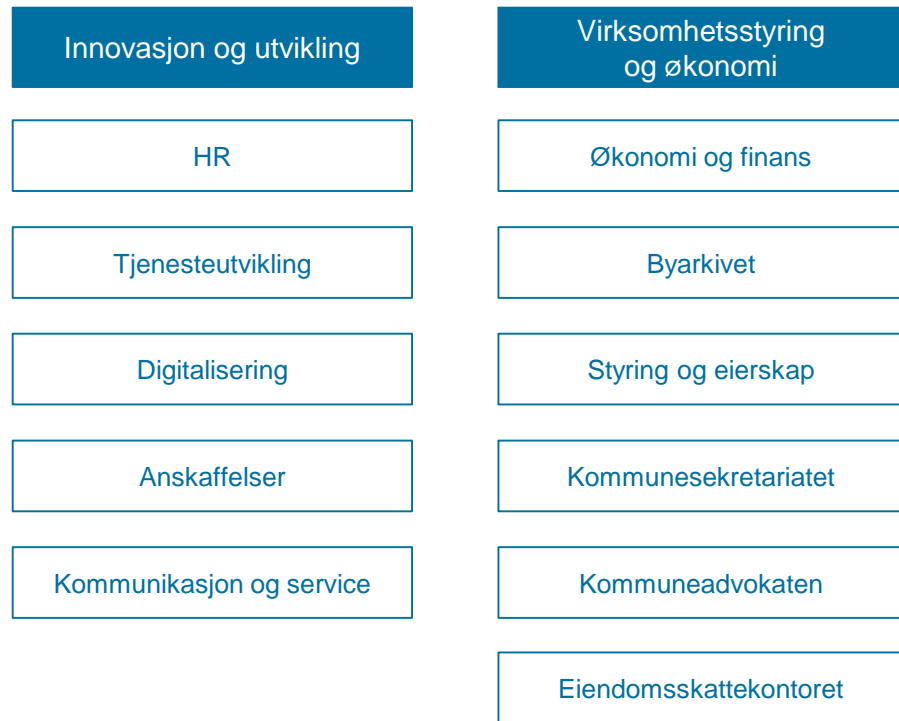 Innovasjon og utvikling
HR
Tjenesteutvikling
Digitalisering
Anskaffelser
Kommunikasjon og service
Virksomhetsstyring
og økonomi
Økonomi og finans
Byarkivet
Styring og eierskap
Kommunesekretariatet
Kommuneadvokaten
Eiendomsskattekontoret